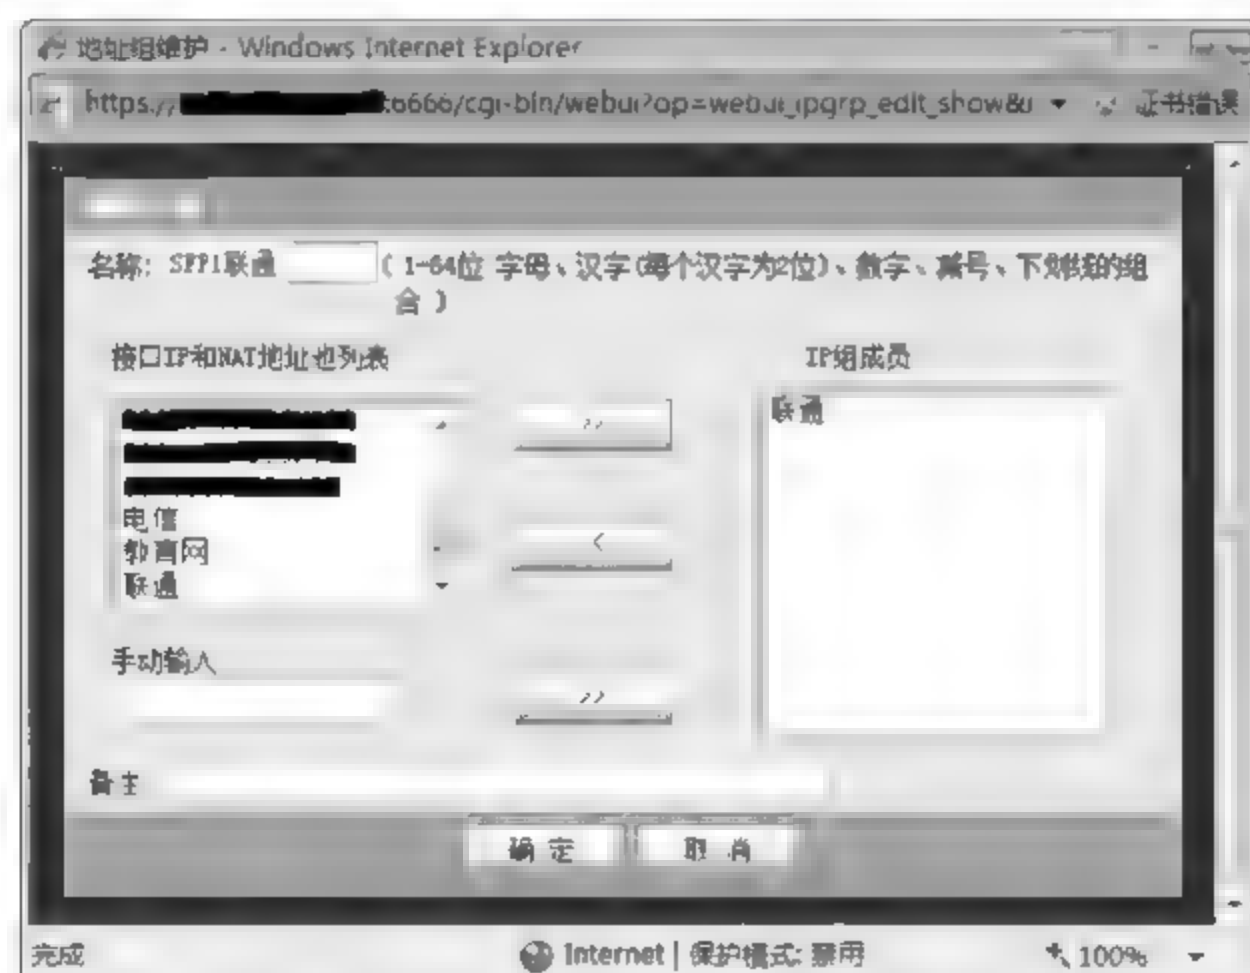 地址组维护 - Windows Internet Explorer
https:// :6666/cgi-bin/webui?op=webui_ipgrp_edit_show&i 证书错误
名称: SPP1联通 ( 1-64位 字母、汉字(每个汉字为2位)、数字、减号、下划线的组
合 )
接口IP和NAT地址池列表
IP组成员
>>
联通
电信
<
教育网
联通
手动输入
>>
备注
确 定 取 消
完成 Internet | 保护模式: 禁用 100%